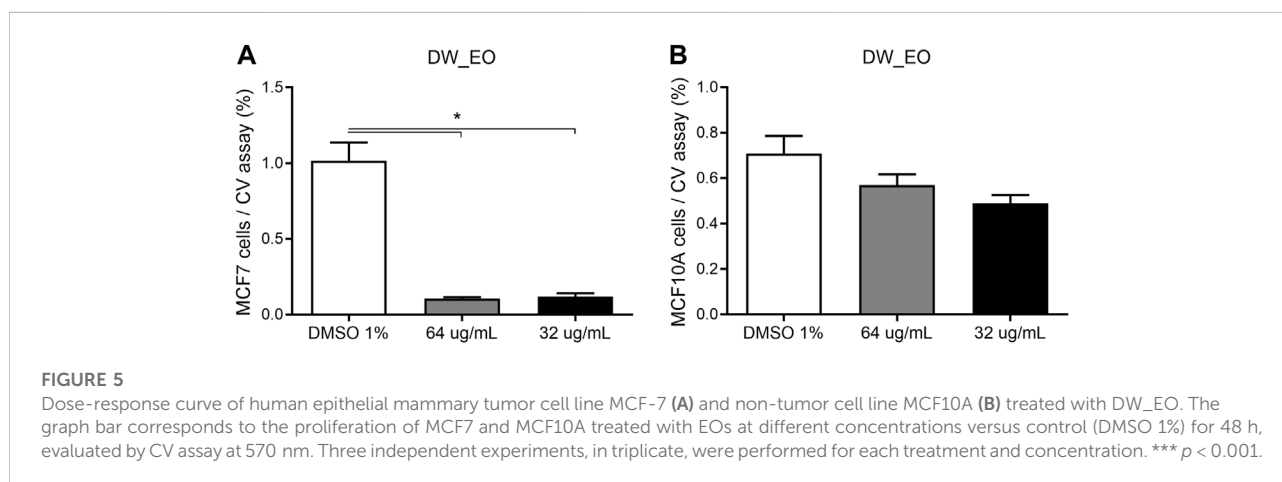 A
DW_EO
MCF7 cells / CV assay (%)
1.5
1.0
0.5
0.0
*
DMSO 1% 64 ug/mL 32 ug/mL
B
DW_EO
MCF10A cells / CV assay (%)
1.0
0.8
0.6
0.4
0.2
0.0
DMSO 1% 64 ug/mL 32 ug/mL
FIGURE 5
Dose-response curve of human epithelial mammary tumor cell line MCF-7 (A) and non-tumor cell line MCF10A (B) treated with DW_EO. The
graph bar corresponds to the proliferation of MCF7 and MCF10A treated with EOs at different concentrations versus control (DMSO 1%) for 48 h,
evaluated by CV assay at 570 nm. Three independent experiments, in triplicate, were performed for each treatment and concentration. *** p < 0.001.